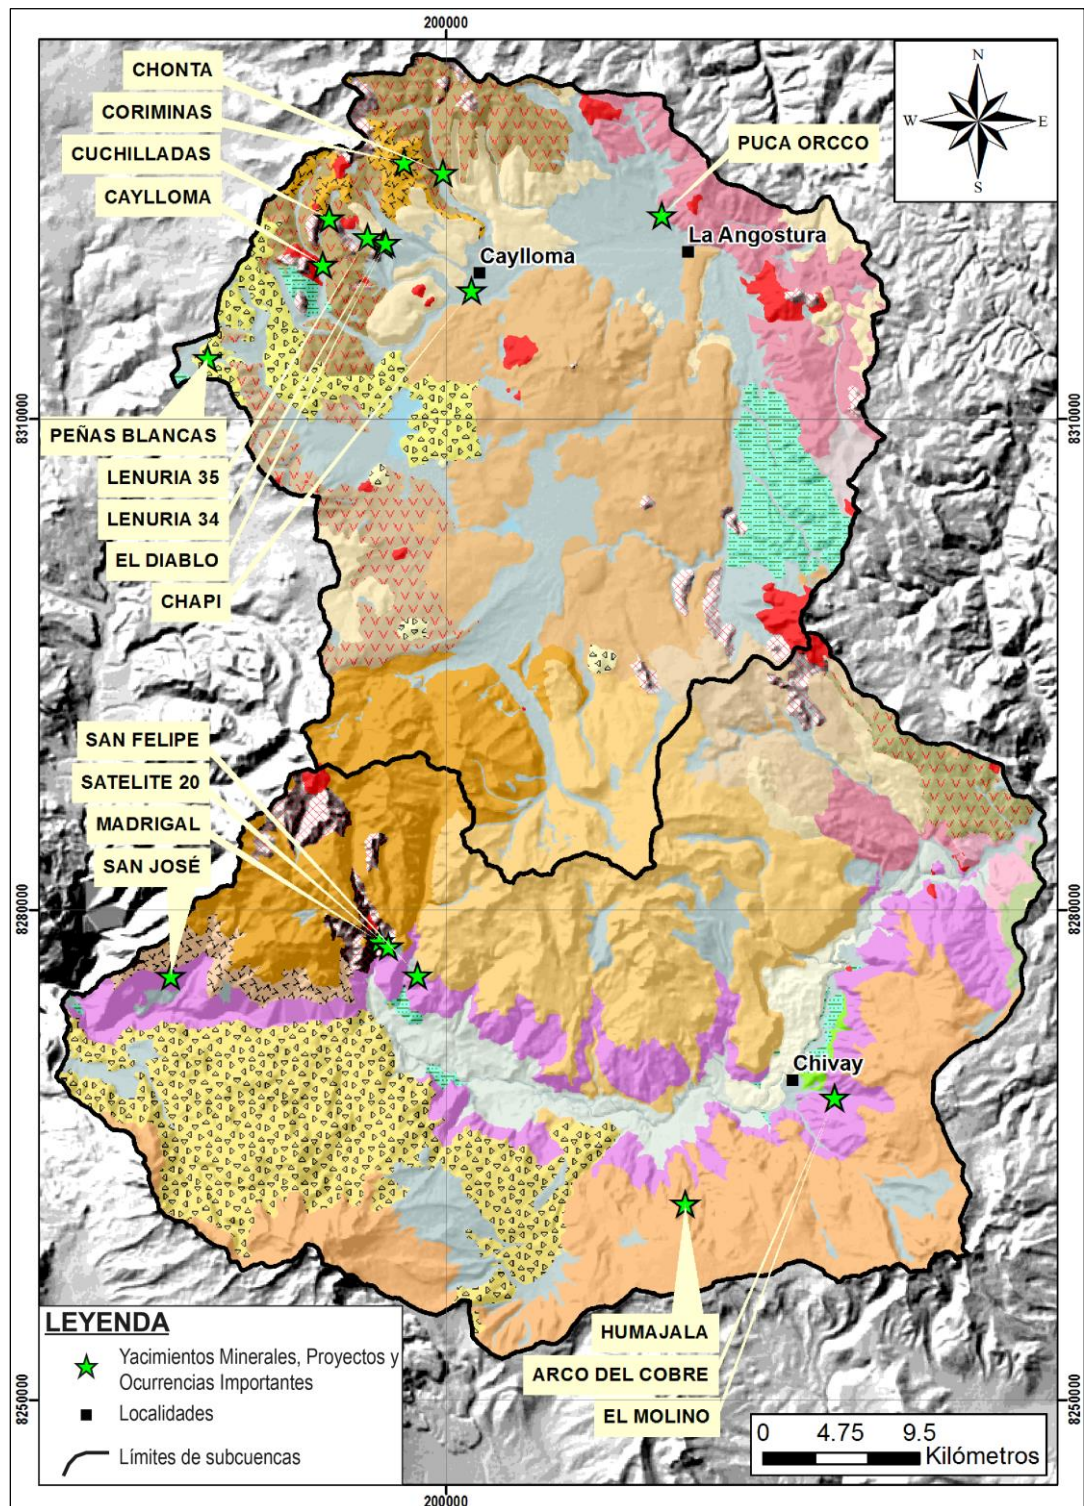 200000
N
W
E
S
CHONTA
CORIMINAS
CUCHILLADAS
CAYLLOMA
PUCA ORCCO
La Angostura
Caylloma
8310000
8310000
PEÑAS BLANCAS
LENURIA 35
LENURIA 34
EL DIABLO
CHAPI
SAN FELIPE
SATELITE 20
MADRIGAL
SAN JOSÉ
8280000
8280000
Chivay
HUMAJALA
ARCO DEL COBRE
EL MOLINO
8250000
8250000
LEYENDA
Yacimientos Minerales, Proyectos y
Ocurrencias Importantes
Localidades
Límites de subcuencas
0 4.75 9.5
Kilómetros
200000